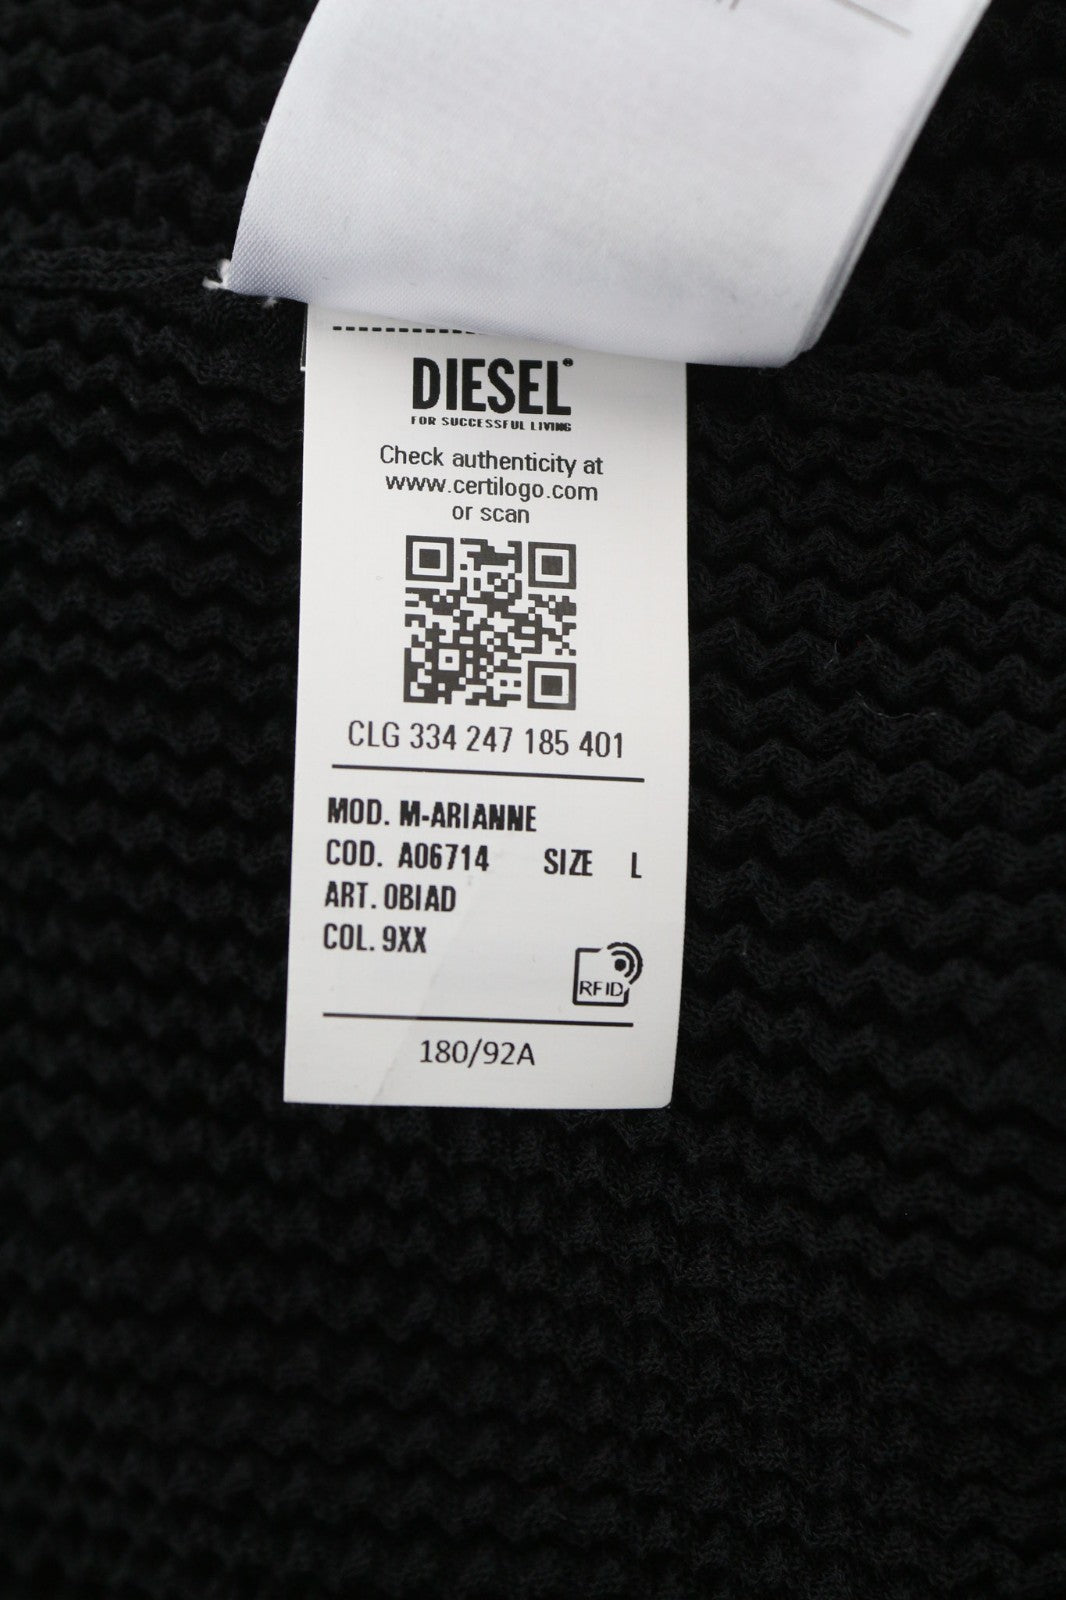 DIESEL®
FOR SUCCESSFUL LIVING
Check authenticity at
www.certilogo.com
or scan
CLG 334 247 185 401
MOD. M-ARIANNE
COD. A06714 SIZE L
ART. 0BIAD
COL. 9XX
RFID
180/92A